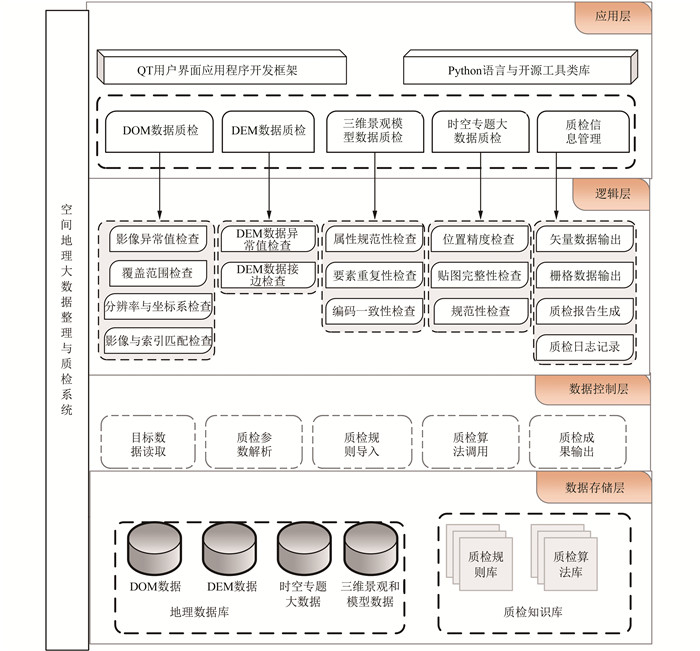 空间地理大数据整理与质检系统
应用层
QT用户界面应用程序开发框架
Python语言与开源工具类库
DOM数据质检
DEM数据质检
三维景观模
型数据质检
时空专题大
数据质检
质检信
息管理
逻辑层
影像异常值检查
覆盖范围检查
分辨率与坐标系检查
影像与索引匹配检查
DEM数据异
常值检查
DEM数据接
边检查
属性规范性检查
要素重复性检查
编码一致性检查
位置精度检查
贴图完整性检查
规范性检查
矢量数据输出
栅格数据输出
质检报告生成
质检日志记录
数据控制层
目标数
据读取
质检参
数解析
质检规
则导入
质检算
法调用
质检成
果输出
数据存储层
DOM数据
DEM数据
时空专题
大数据
三维景观和
模型数据
地理数据库
质检规
则库
质检算
法库
质检知识库